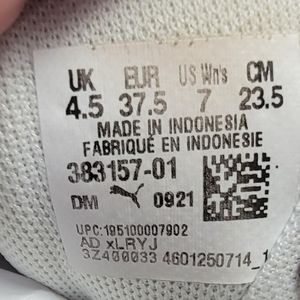 UK EUR US Wn's CM
4.5 37.5 7 23.5
MADE IN INDONESIA
FABRIQUÉ EN INDONÉSIE
383157-01
DM 0921
UPC:195100007902
AD xLRYJ
3Z400033 4601250714_1